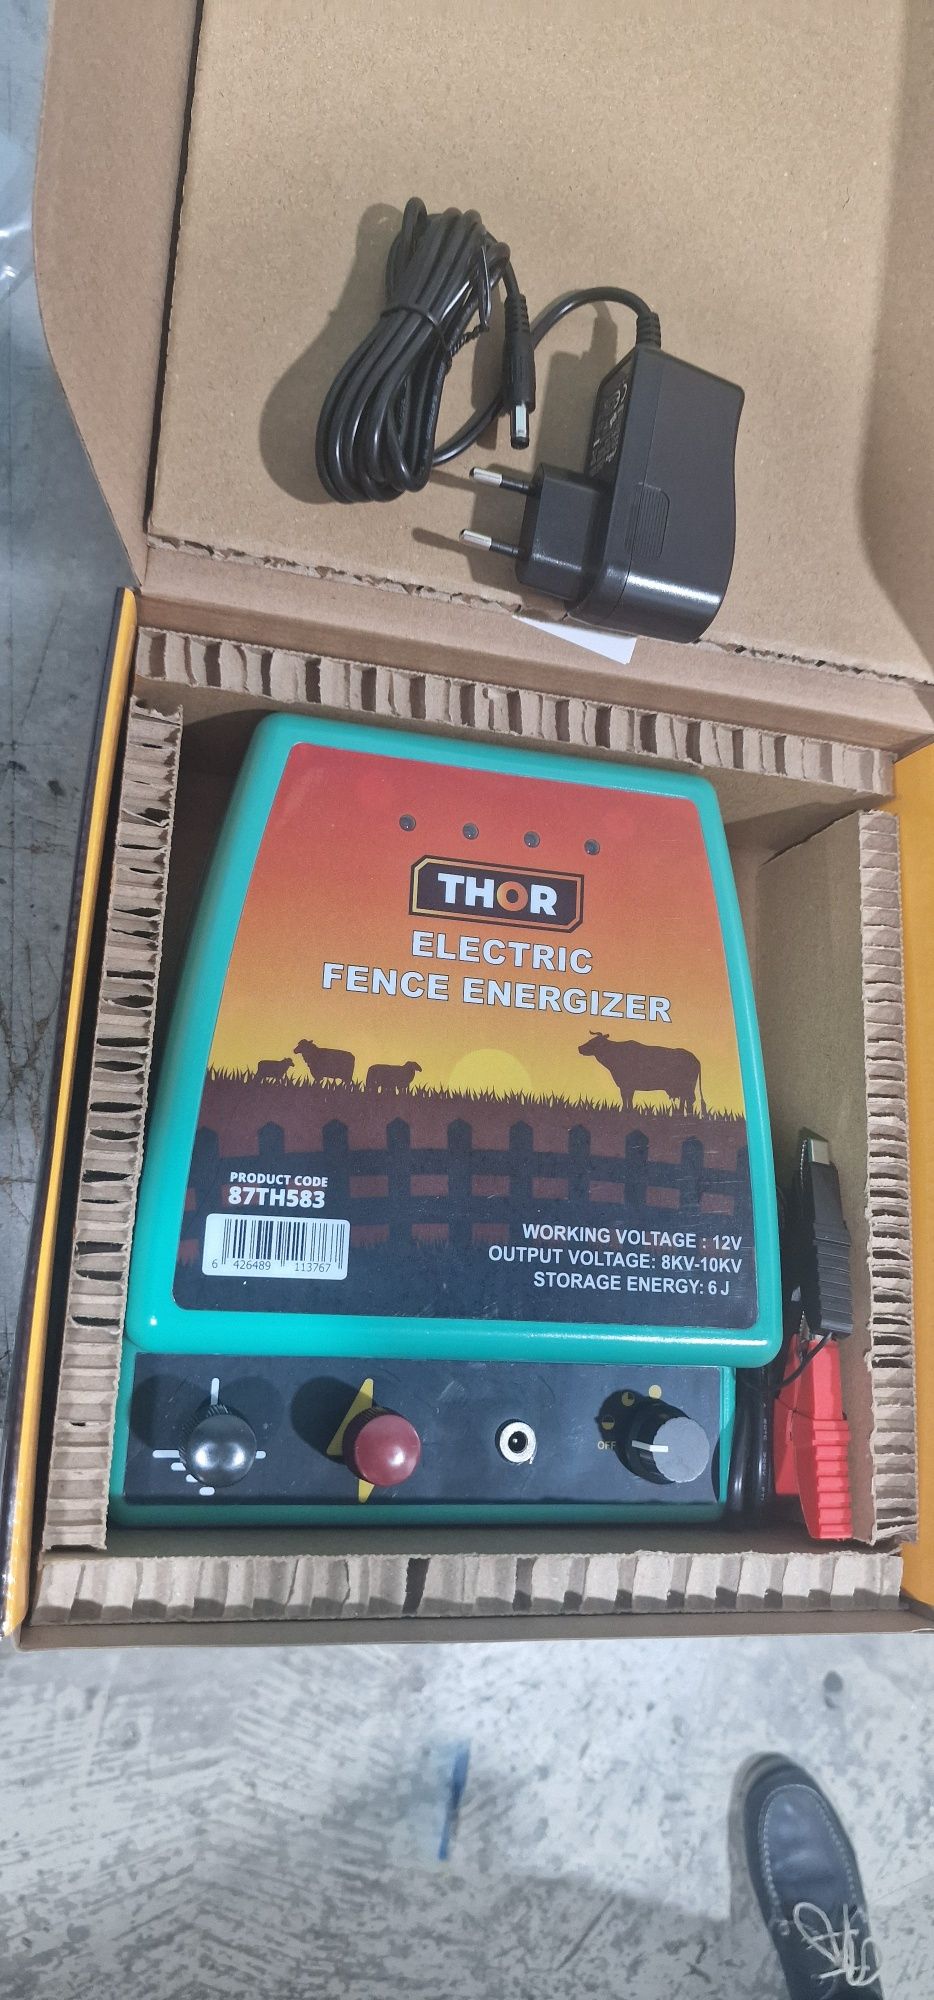 THOR
ELECTRIC
FENCE ENERGIZER
PRODUCT CODE
87TH583
6 426489 113767
WORKING VOLTAGE : 12V
OUTPUT VOLTAGE: 8KV-10KV
STORAGE ENERGY: 6 J
OFF